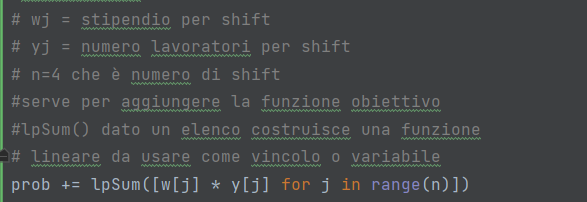 # wj = stipendio per shift
# yj = numero lavoratori per shift
# n=4 che è numero di shift
#serve per aggiungere la funzione obiettivo
#lpSum() dato un elenco costruisce una funzione
# lineare da usare come vincolo o variabile
prob += lpSum([w[j] * y[j] for j in range(n)])